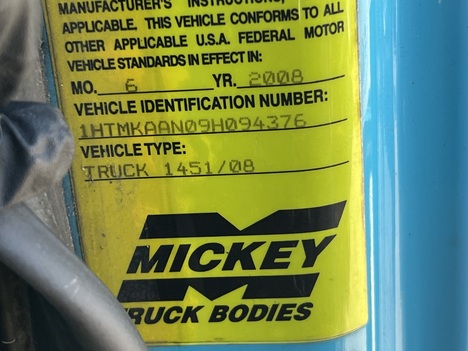 MANUFACTURER'S INSTRUCTIONS,
APPLICABLE. THIS VEHICLE CONFORMS TO ALL
OTHER APPLICABLE U.S.A. FEDERAL MOTOR
VEHICLE STANDARDS IN EFFECT IN:
MO. 6 YR. 2008
VEHICLE IDENTIFICATION NUMBER:
1HTMKAAN09H094376
VEHICLE TYPE:
TRUCK 1451/08
MICKEY
TRUCK BODIES